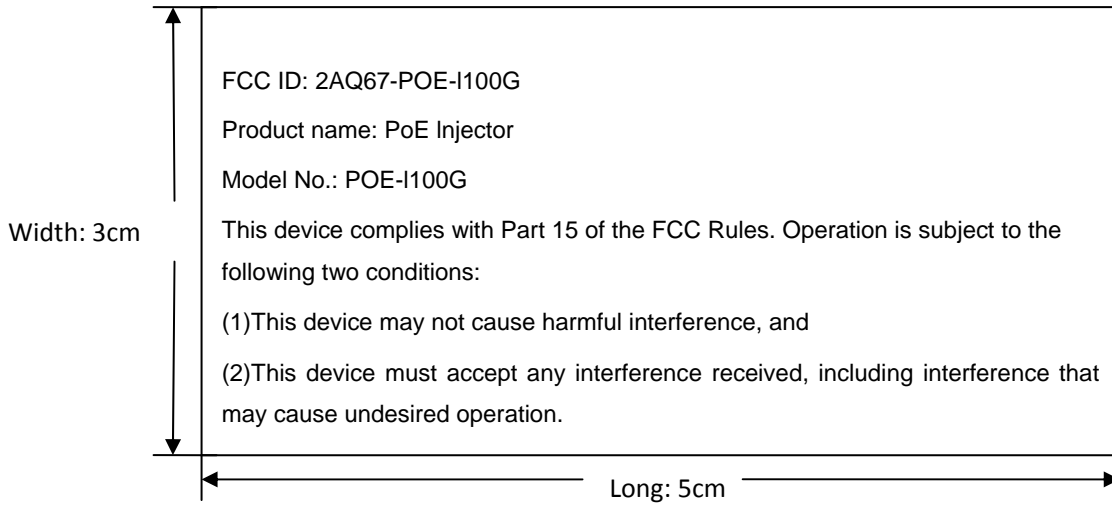 FCC ID: 2AQ67-POE-I100G
Product name: PoE Injector
Model No.: POE-I100G
Width: 3cm
This device complies with Part 15 of the FCC Rules. Operation is subject to the
following two conditions:
(1)This device may not cause harmful interference, and
(2)This device must accept any interference received, including interference that
may cause undesired operation.
Long: 5cm